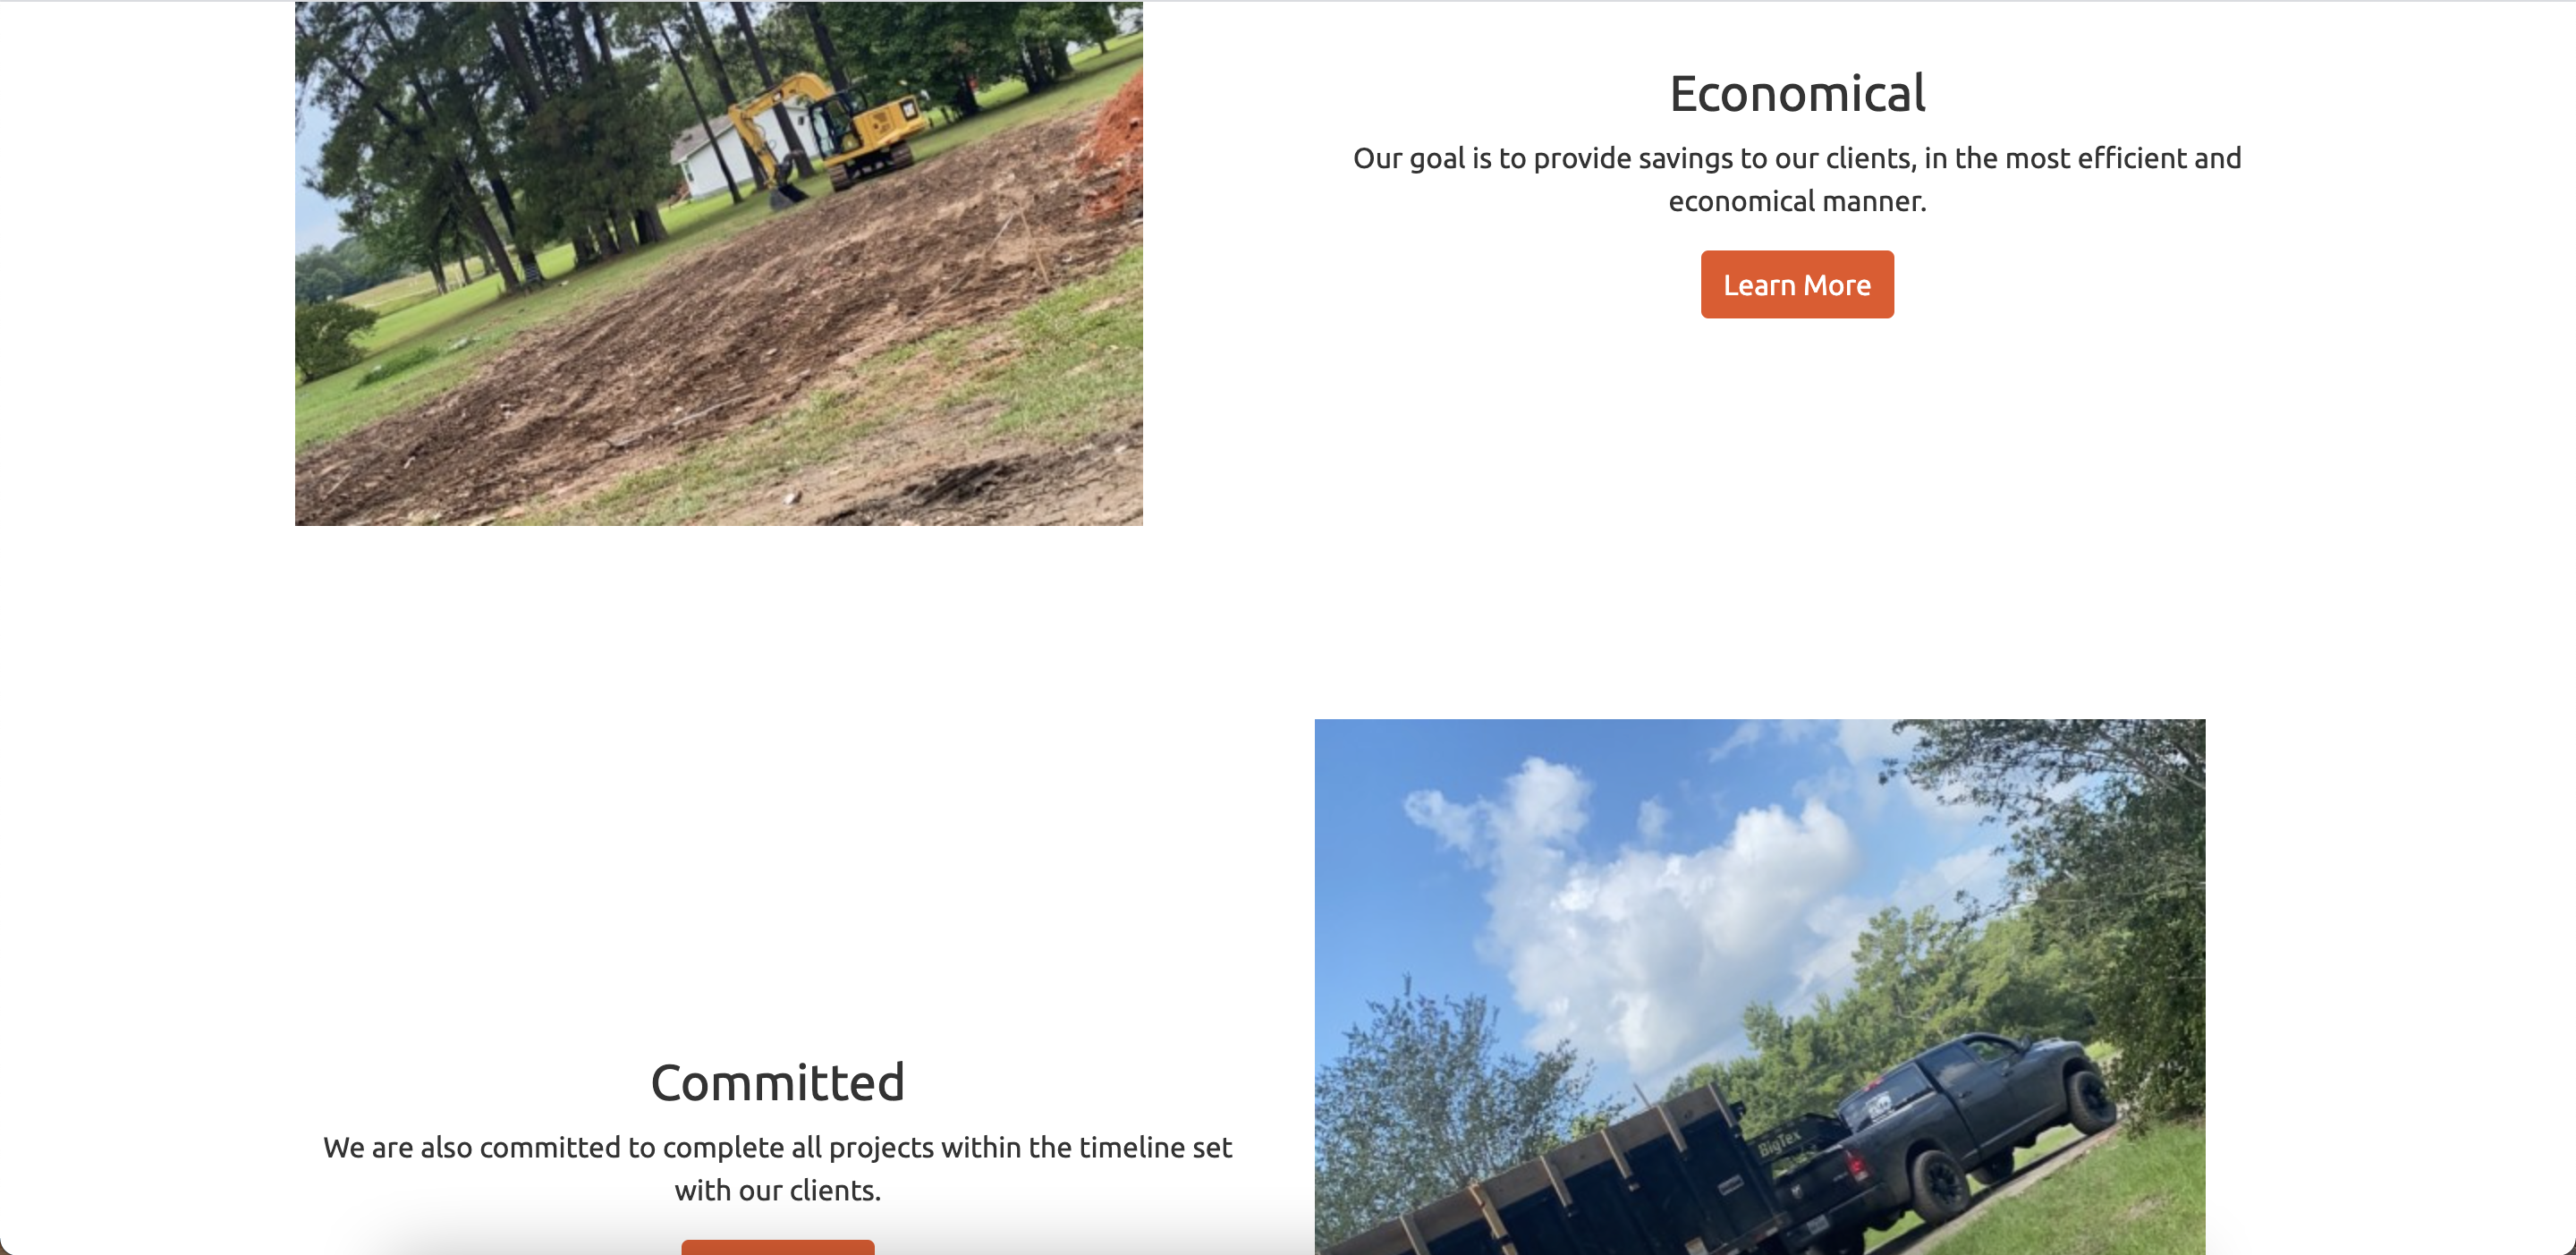 Economical
Our goal is to provide savings to our clients, in the most efficient and
economical manner.
Learn More
Committed
We are also committed to complete all projects within the timeline set
with our clients.
BigTex